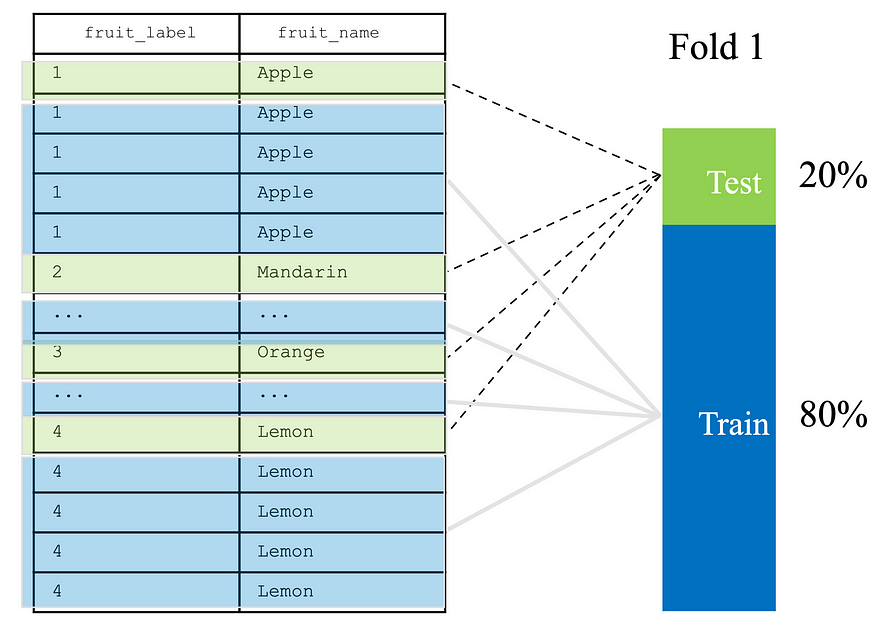 fruit_label fruit_name
1 Apple
1 Apple
1 Apple
1 Apple
1 Apple
2 Mandarin
... ...
3 Orange
... ...
4 Lemon
4 Lemon
4 Lemon
4 Lemon
4 Lemon
Fold 1
Test 20%
Train 80%